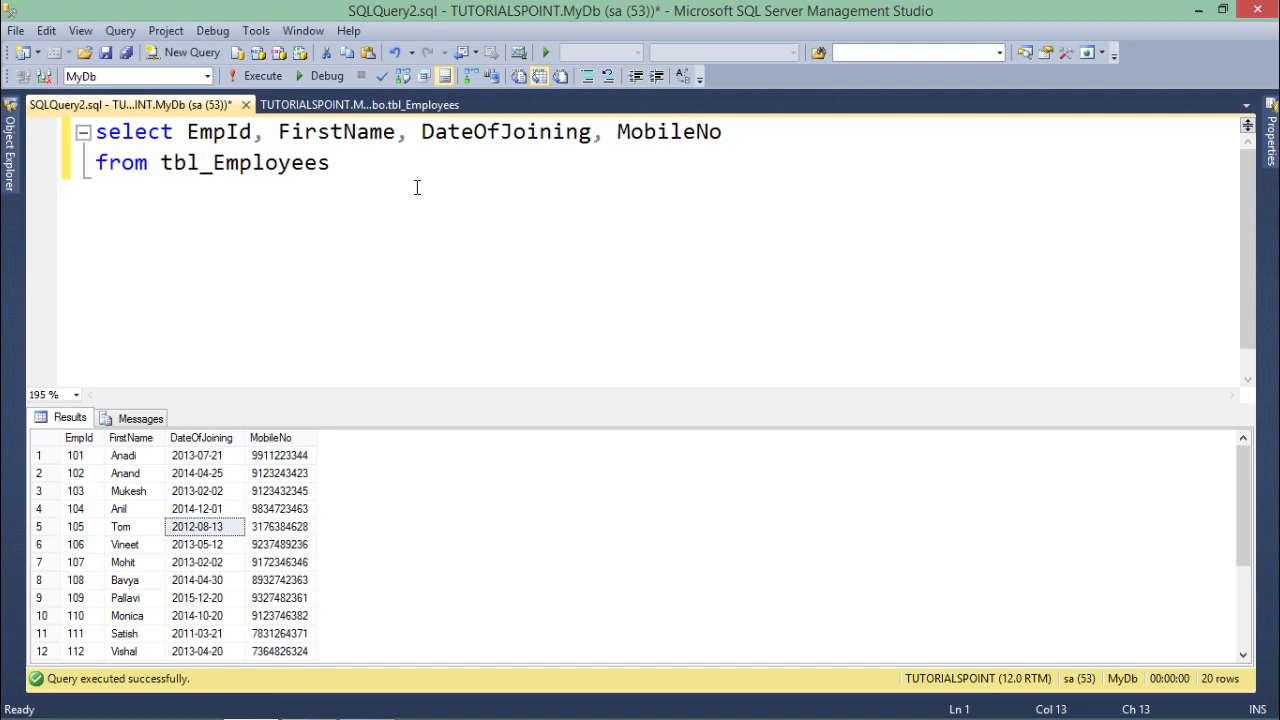 SQLQuery2.sql - TUTORIALSPOINT.MyDb (sa (53))* - Microsoft SQL Server Management Studio
File Edit View Query Project Debug Tools Window Help
New Query
MyDb Execute Debug
SQLQuery2.sql - TU...INT.MyDb (sa (53))* TUTORIALSPOINT.M...bo.tbl_Employees
Object Explorer
Properties
select EmpId, FirstName, DateOfJoining, MobileNo
from tbl_Employees
195 %
Results Messages
EmpId FirstName DateOfJoining MobileNo
1 101 Anadi 2013-07-21 9911223344
2 102 Anand 2014-04-25 9123243423
3 103 Mukesh 2013-02-02 9123432345
4 104 Anil 2014-12-01 9834723463
5 105 Tom 2012-08-13 3176384628
6 106 Vineet 2013-05-12 9237489236
7 107 Mohit 2013-02-02 9172346346
8 108 Bavya 2014-04-30 8932742363
9 109 Pallavi 2015-12-20 9327482361
10 110 Monica 2014-10-20 9123746382
11 111 Satish 2011-03-21 7831264371
12 112 Vishal 2013-04-20 7364826324
Query executed successfully. TUTORIALSPOINT (12.0 RTM) sa (53) MyDb 00:00:00 20 rows
Ready Ln 1 Col 13 Ch 13 INS